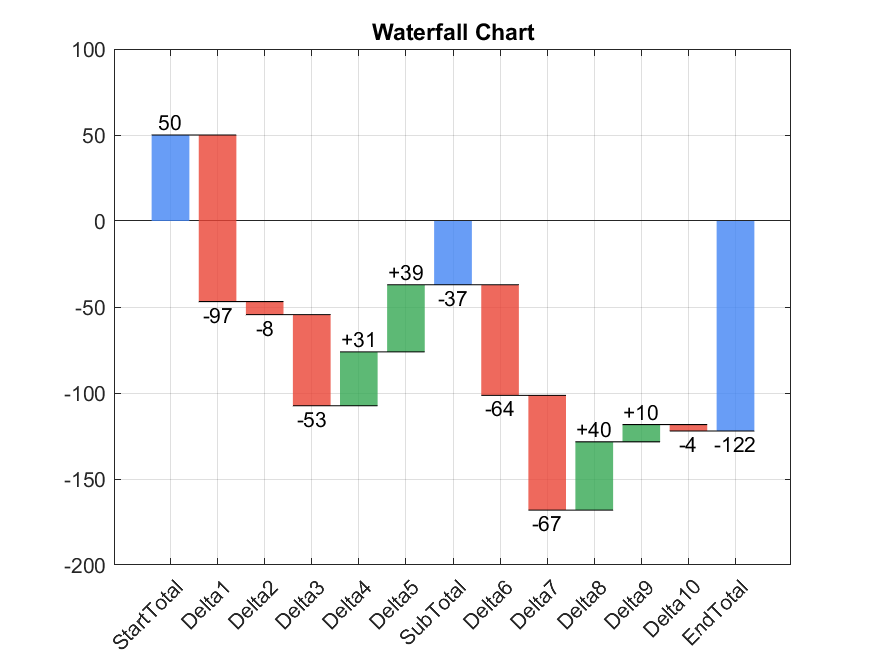 Waterfall Chart
100
50
0
-50
-100
-150
-200
50
-97
-8
-53
+31
+39
-37
-64
-67
+40
+10
-4
-122
StartTotal
Delta1
Delta2
Delta3
Delta4
Delta5
SubTotal
Delta6
Delta7
Delta8
Delta9
Delta10
EndTotal